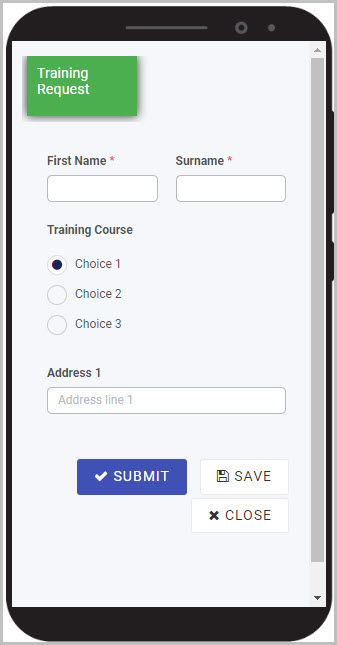 Training
Request
First Name *
Surname *
Training Course
Choice 1
Choice 2
Choice 3
Address 1
Address line 1
SUBMIT
SAVE
CLOSE